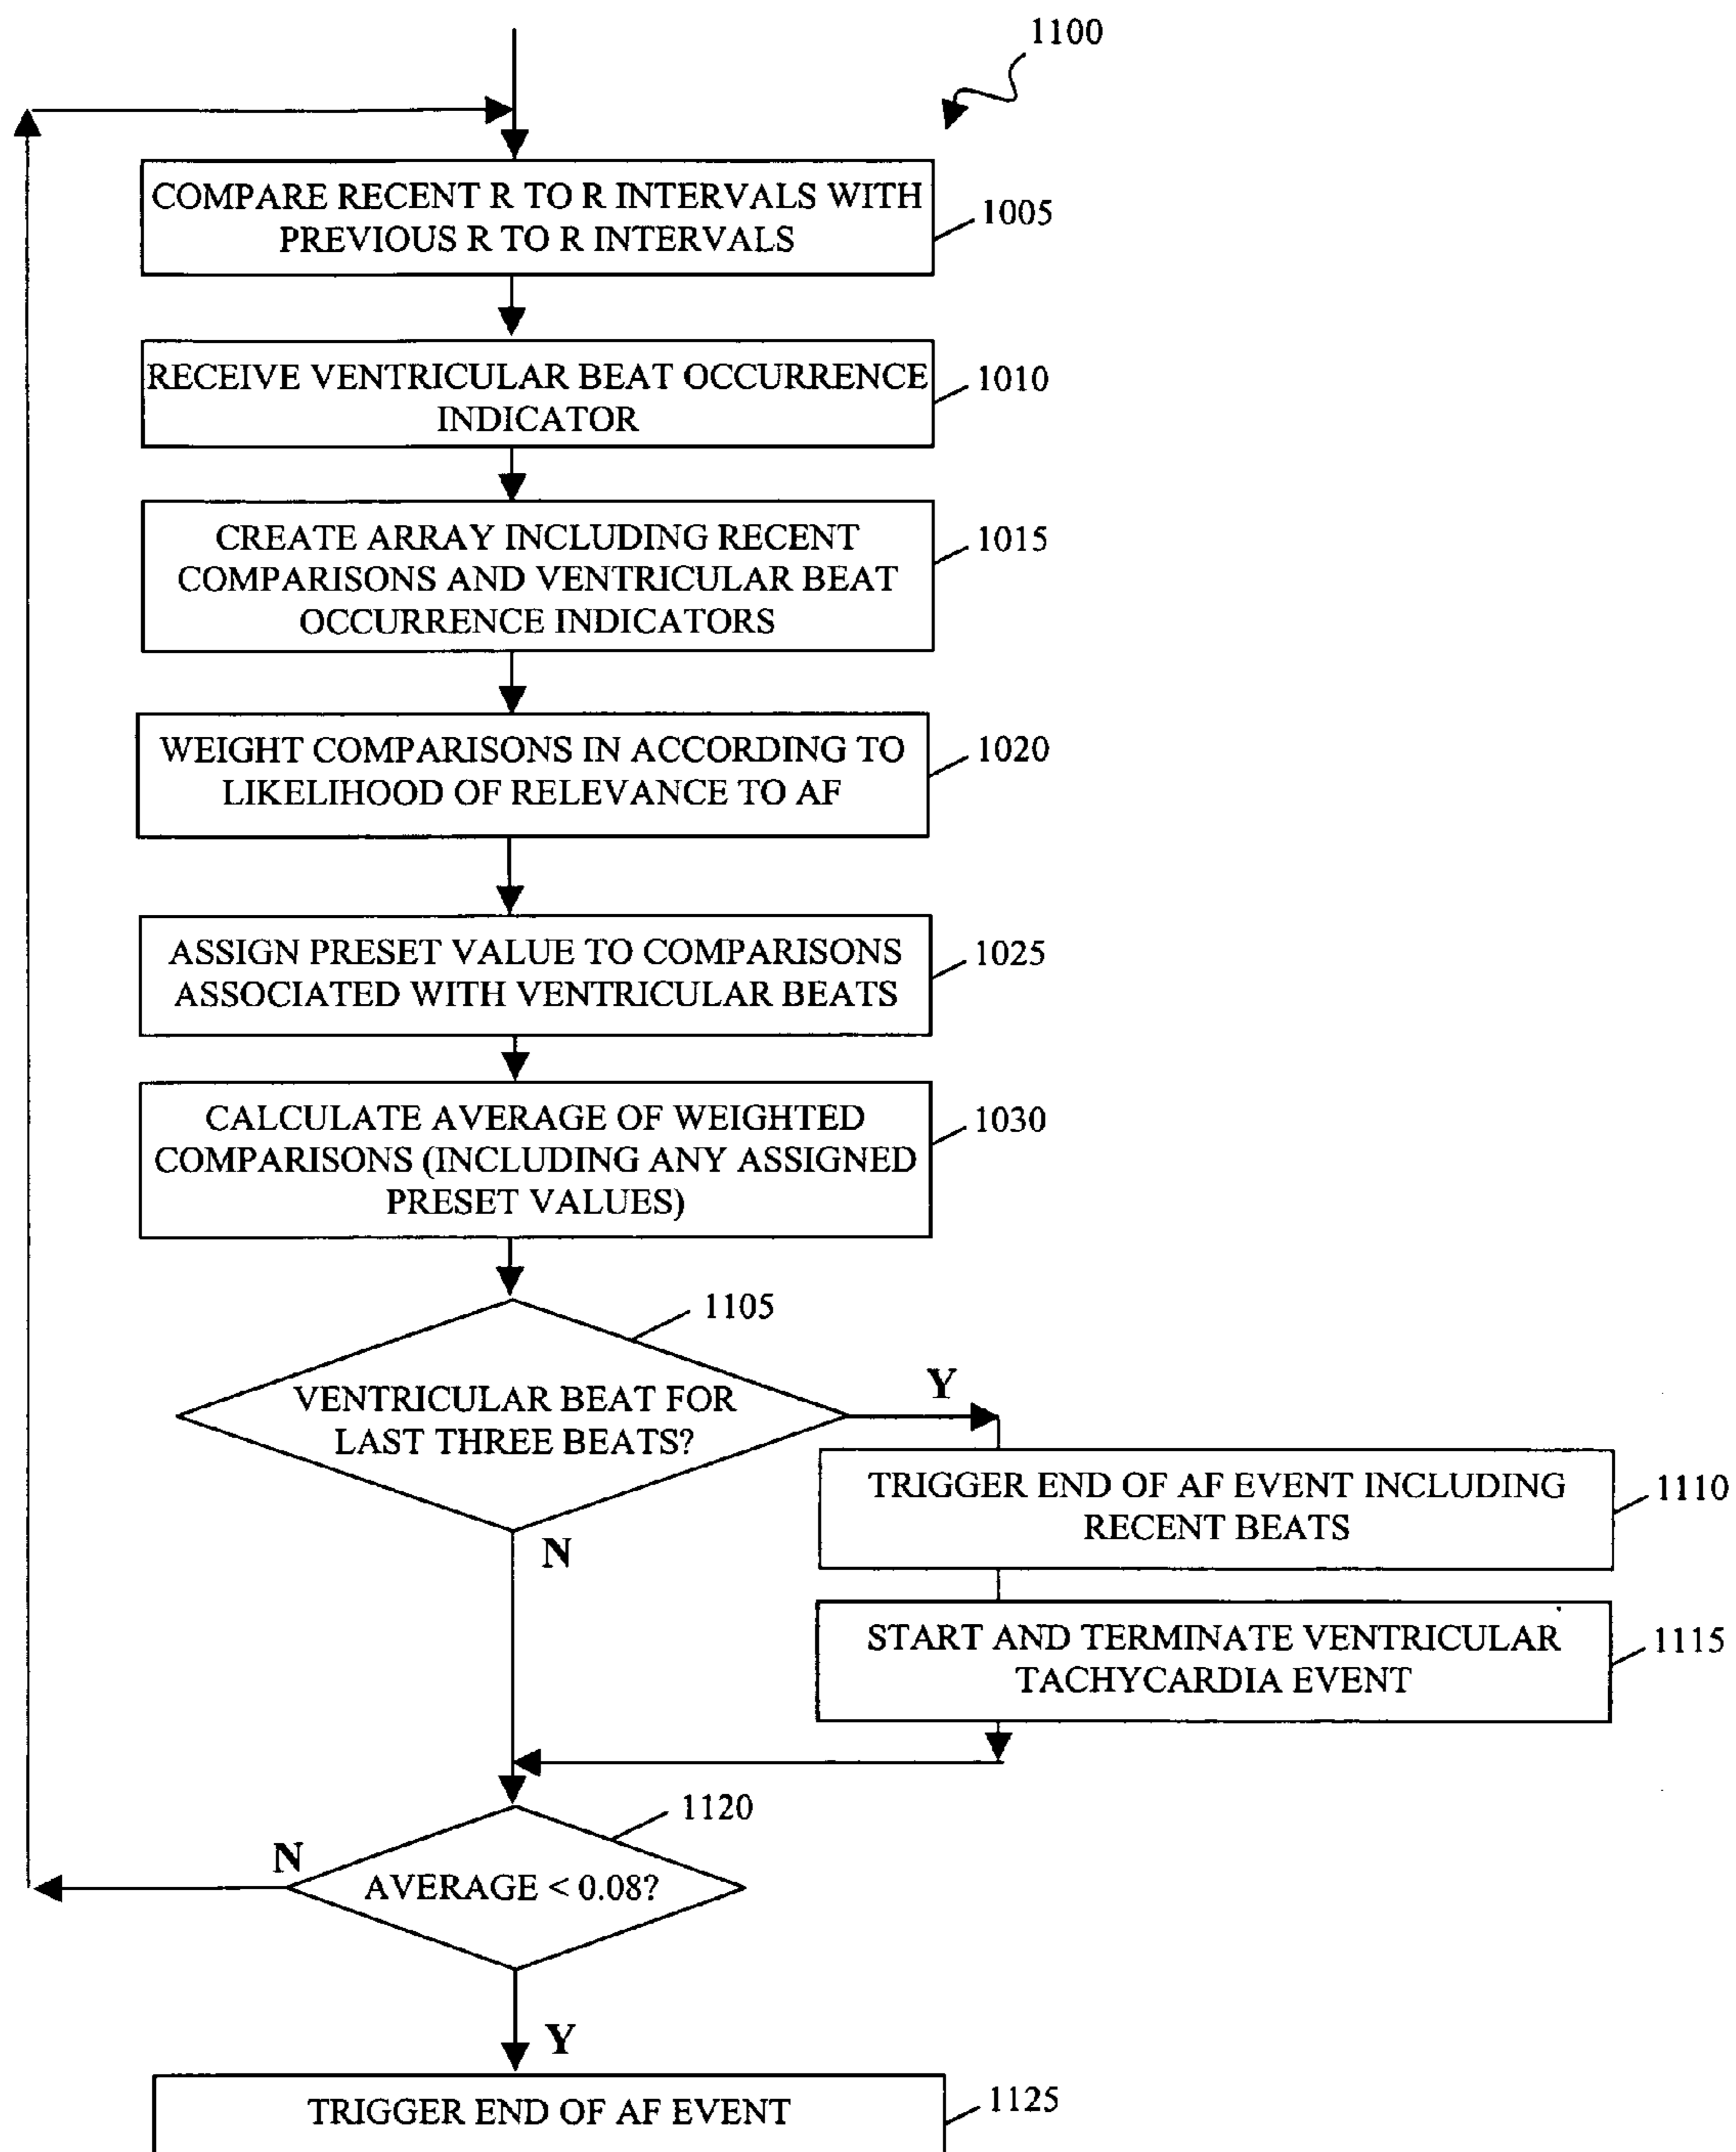 1100
COMPARE RECENT R TO R INTERVALS WITH
PREVIOUS R TO R INTERVALS
1005
RECEIVE VENTRICULAR BEAT OCCURRENCE
INDICATOR
1010
CREATE ARRAY INCLUDING RECENT
COMPARISONS AND VENTRICULAR BEAT
OCCURRENCE INDICATORS
1015
WEIGHT COMPARISONS IN ACCORDING TO
LIKELIHOOD OF RELEVANCE TO AF
1020
ASSIGN PRESET VALUE TO COMPARISONS
ASSOCIATED WITH VENTRICULAR BEATS
1025
CALCULATE AVERAGE OF WEIGHTED
COMPARISONS (INCLUDING ANY ASSIGNED
PRESET VALUES)
1030
1105
VENTRICULAR BEAT FOR
LAST THREE BEATS?
Y
N
TRIGGER END OF AF EVENT INCLUDING
RECENT BEATS
1110
START AND TERMINATE VENTRICULAR
TACHYCARDIA EVENT
1115
1120
AVERAGE < 0.08?
N
Y
TRIGGER END OF AF EVENT
1125